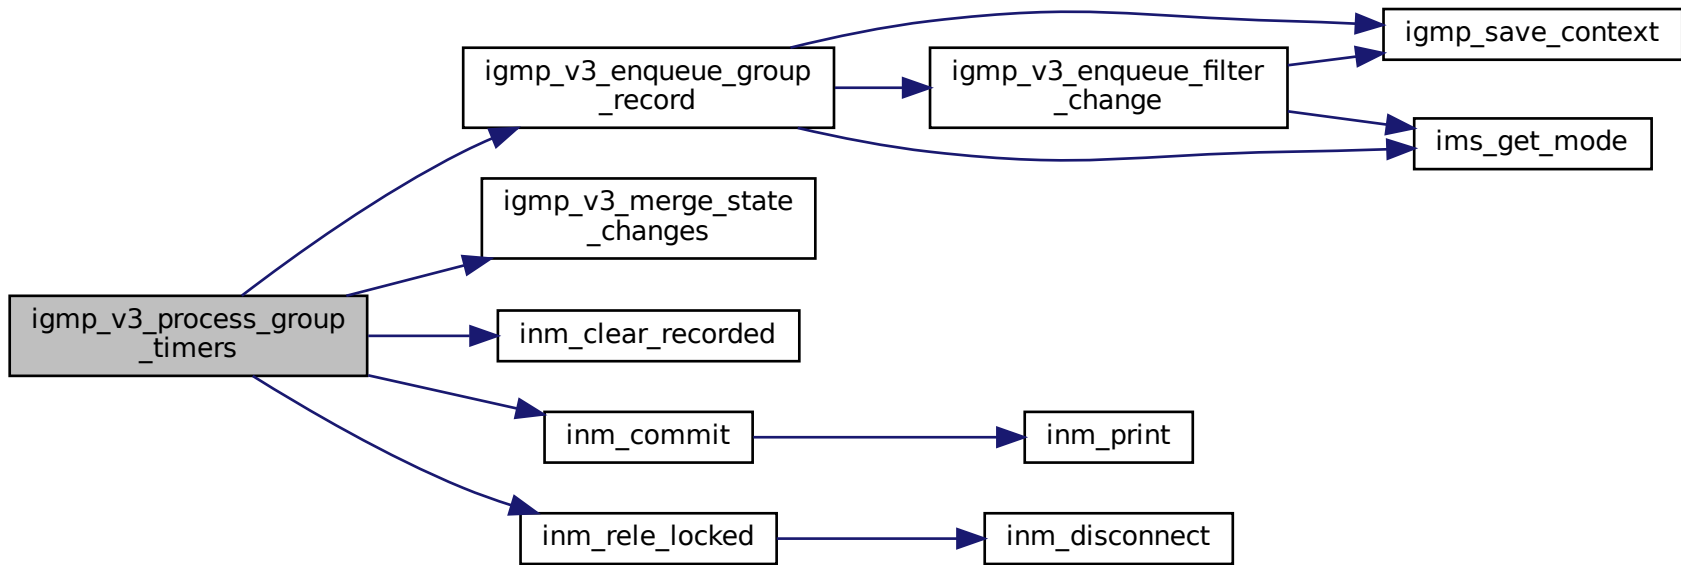 igmp_v3_process_group
_timers
igmp_v3_enqueue_group
_record
igmp_v3_enqueue_filter
_change
igmp_save_context
ims_get_mode
igmp_v3_merge_state
_changes
inm_clear_recorded
inm_commit
inm_print
inm_rele_locked
inm_disconnect